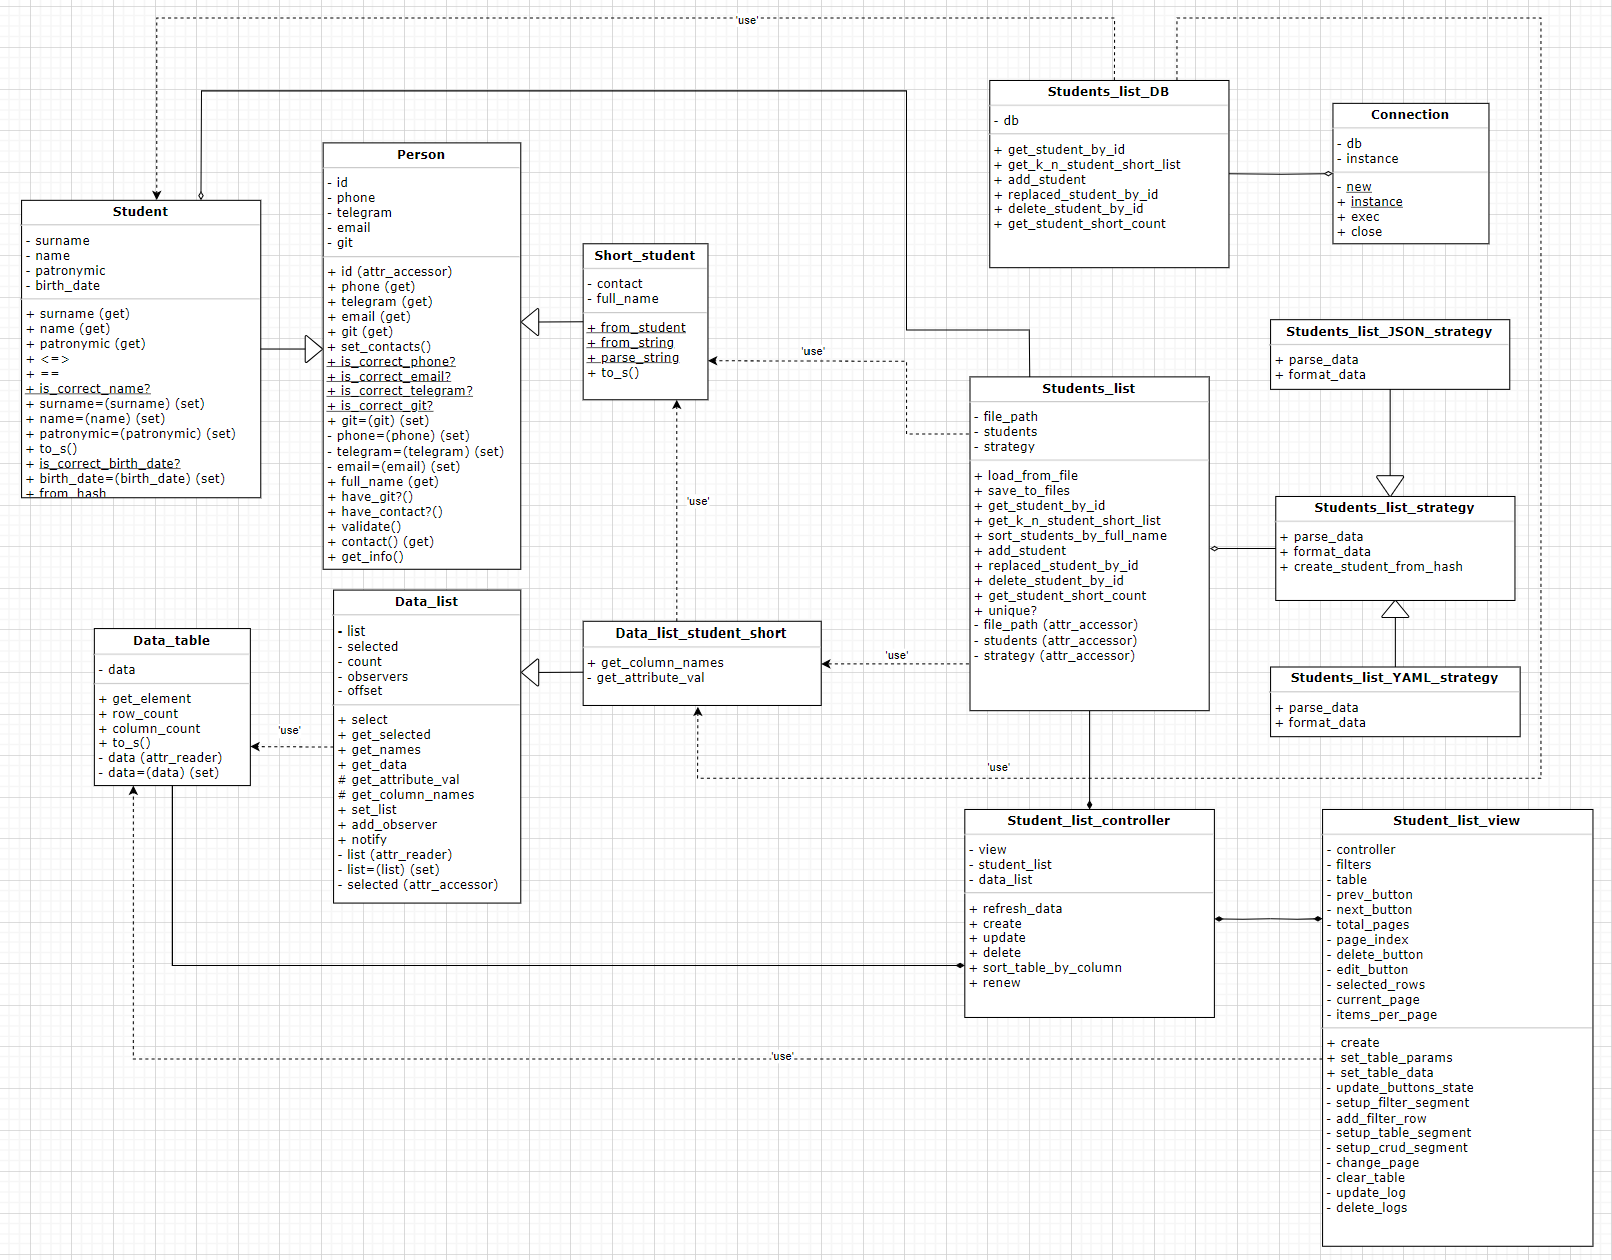 'use'
Students_list_DB
- db
+ get_student_by_id
+ get_k_n_student_short_list
+ add_student
+ replaced_student_by_id
+ delete_student_by_id
+ get_student_short_count
Connection
- db
- instance
- new
+ instance
+ exec
+ close
Person
- id
- phone
- telegram
- email
- git
+ id (attr_accessor)
+ phone (get)
+ telegram (get)
+ email (get)
+ git (get)
+ set_contacts()
+ is_correct_phone?
+ is_correct_email?
+ is_correct_telegram?
+ is_correct_git?
+ git=(git) (set)
- phone=(phone) (set)
- telegram=(telegram) (set)
- email=(email) (set)
+ full_name (get)
+ have_git?()
+ have_contact?()
+ validate()
+ contact() (get)
+ get_info()
Student
- surname
- name
- patronymic
- birth_date
+ surname (get)
+ name (get)
+ patronymic (get)
+ <=>
+ ==
+ is_correct_name?
+ surname=(surname) (set)
+ name=(name) (set)
+ patronymic=(patronymic) (set)
+ to_s()
+ is_correct_birth_date?
+ birth_date=(birth_date) (set)
+ from_hash
Short_student
- contact
- full_name
+ from_student
+ from_string
+ parse_string
+ to_s()
'use'
Students_list
- file_path
- students
- strategy
+ load_from_file
+ save_to_files
+ get_student_by_id
+ get_k_n_student_short_list
+ sort_students_by_full_name
+ add_student
+ replaced_student_by_id
+ delete_student_by_id
+ get_student_short_count
+ unique?
- file_path (attr_accessor)
- students (attr_accessor)
- strategy (attr_accessor)
Students_list_JSON_strategy
+ parse_data
+ format_data
Students_list_strategy
+ parse_data
+ format_data
+ create_student_from_hash
Students_list_YAML_strategy
+ parse_data
+ format_data
'use'
Data_list
- list
- selected
- count
- observers
- offset
+ select
+ get_selected
+ get_names
+ get_data
# get_attribute_val
# get_column_names
+ set_list
+ add_observer
+ notify
- list (attr_reader)
- list=(list) (set)
- selected (attr_accessor)
Data_list_student_short
+ get_column_names
- get_attribute_val
'use'
Data_table
- data
+ get_element
+ row_count
+ column_count
+ to_s()
- data (attr_reader)
- data=(data) (set)
'use'
'use'
Student_list_controller
- view
- student_list
- data_list
+ refresh_data
+ create
+ update
+ delete
+ sort_table_by_column
+ renew
Student_list_view
- controller
- filters
- table
- prev_button
- next_button
- total_pages
- page_index
- delete_button
- edit_button
- selected_rows
- current_page
- items_per_page
+ create
+ set_table_params
+ set_table_data
- update_buttons_state
- setup_filter_segment
- add_filter_row
- setup_table_segment
- setup_crud_segment
- change_page
- clear_table
- update_log
- delete_logs
'use'